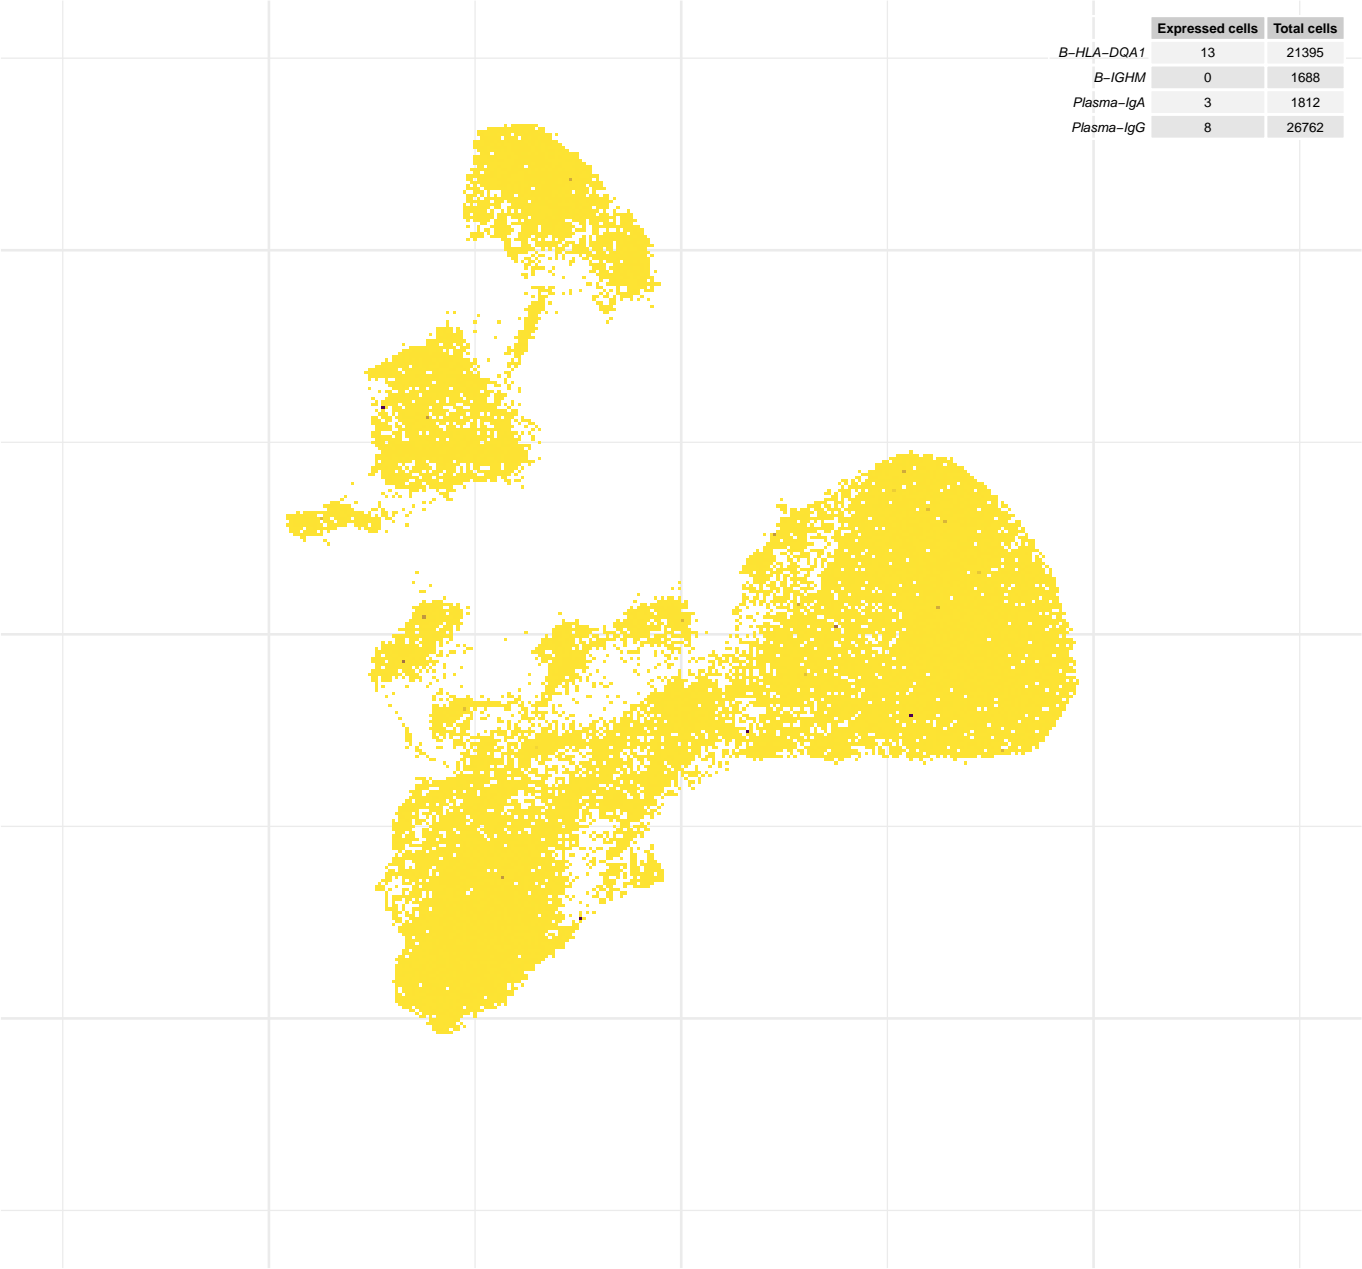 Expressed cells Total cells
B−HLA−DQA1 13 21395
B−IGHM 0 1688
Plasma−IgA 3 1812
Plasma−IgG 8 26762